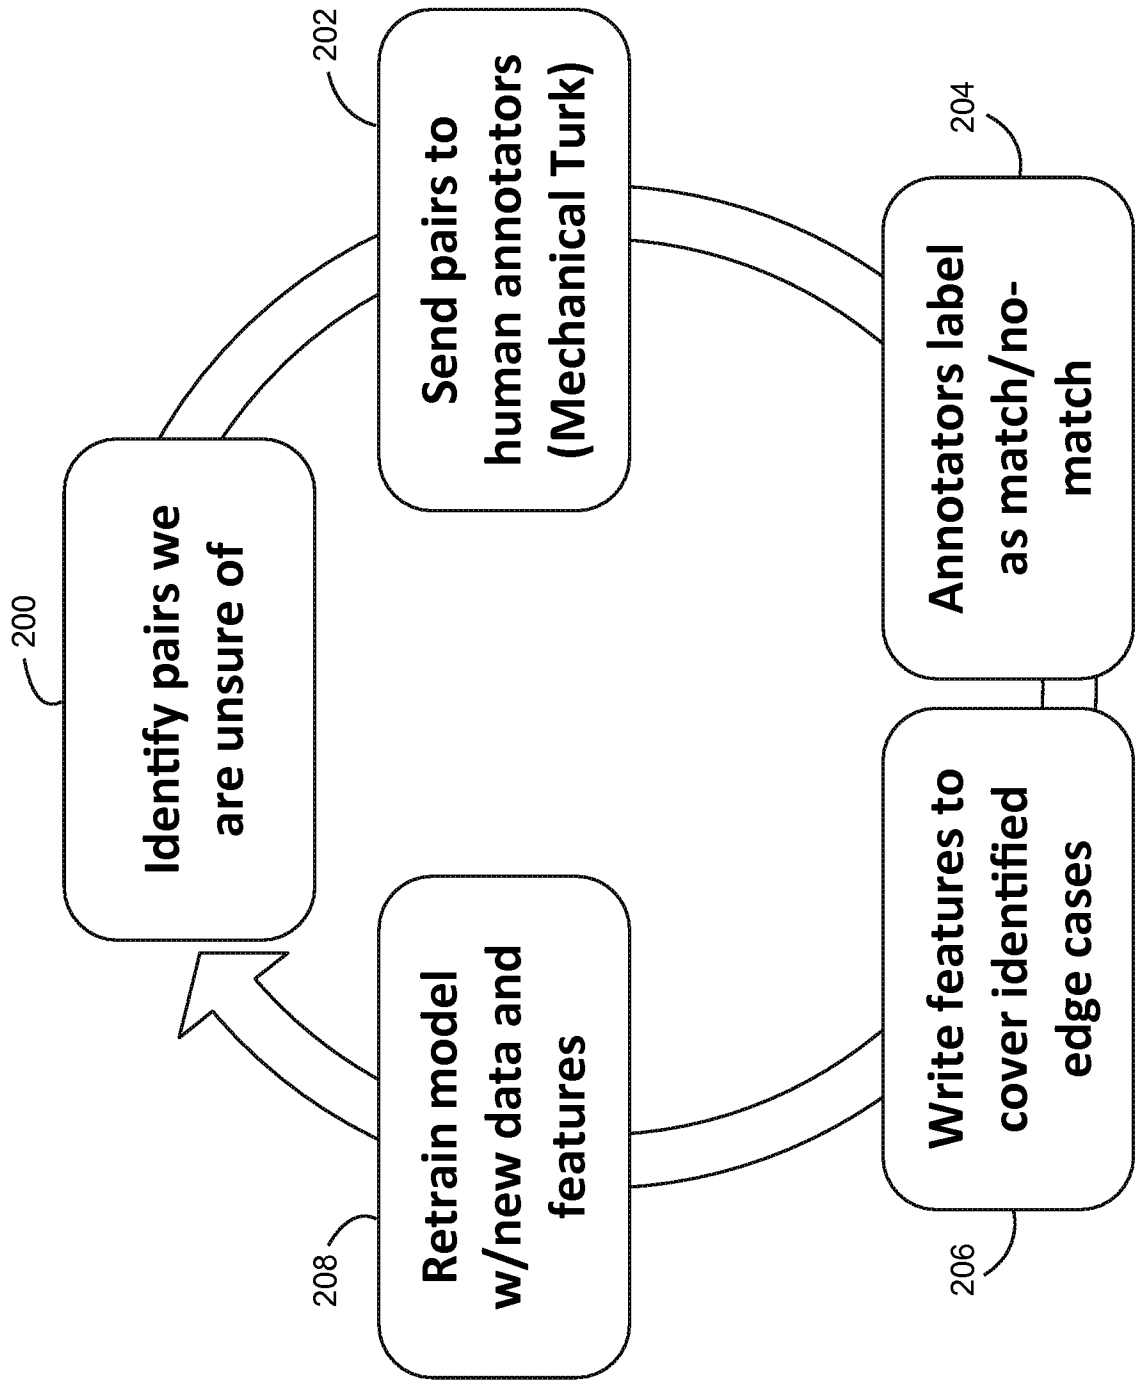 200
Identify pairs we
are unsure of
202
Send pairs to
human annotators
(Mechanical Turk)
204
Annotators label
as match/no-
match
206
Write features to
cover identified
edge cases
208
Retrain model
w/new data and
features